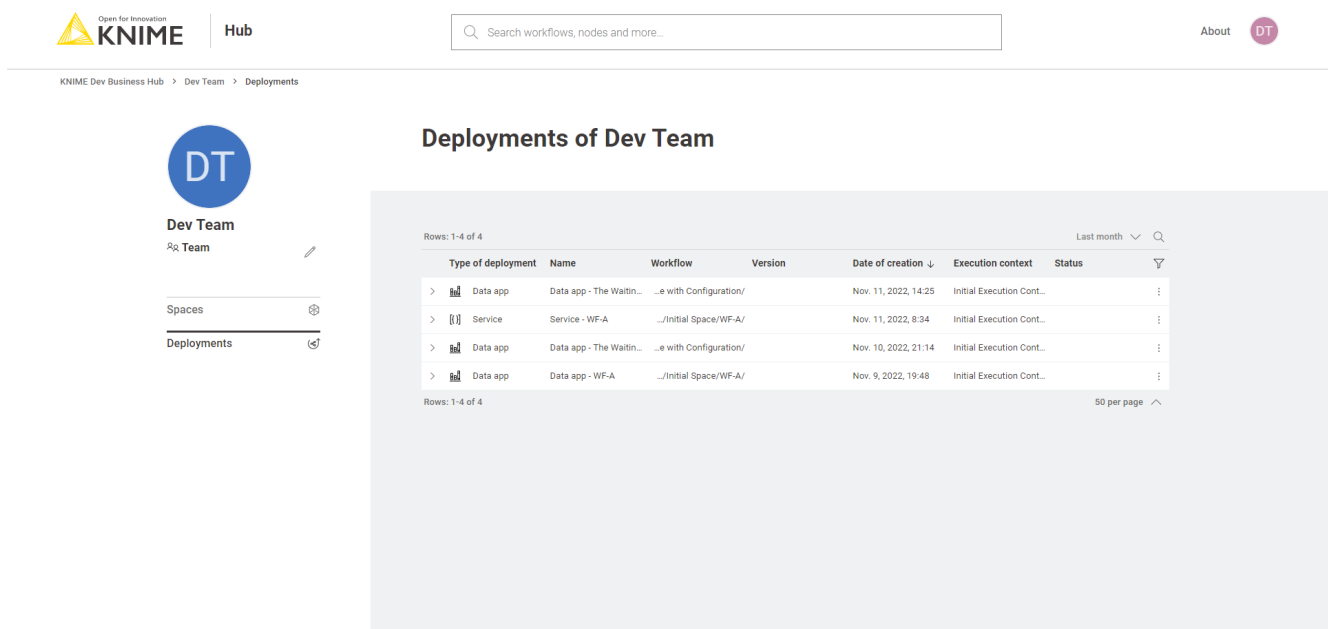 Open for Innovation
KNIME
Hub
Search workflows, nodes and more...
About
DT
KNIME Dev Business Hub > Dev Team > Deployments
DT
Dev Team
Team
Spaces
Deployments
Deployments of Dev Team
Rows: 1-4 of 4
Last month
Type of deployment Name Workflow Version Date of creation ↓ Execution context Status
Data app Data app - The Waitin... ...e with Configuration/ Nov. 11, 2022, 14:25 Initial Execution Cont...
Service Service - WF-A .../Initial Space/WF-A/ Nov. 11, 2022, 8:34 Initial Execution Cont...
Data app Data app - The Waitin... ...e with Configuration/ Nov. 10, 2022, 21:14 Initial Execution Cont...
Data app Data app - WF-A .../Initial Space/WF-A/ Nov. 9, 2022, 19:48 Initial Execution Cont...
Rows: 1-4 of 4
50 per page